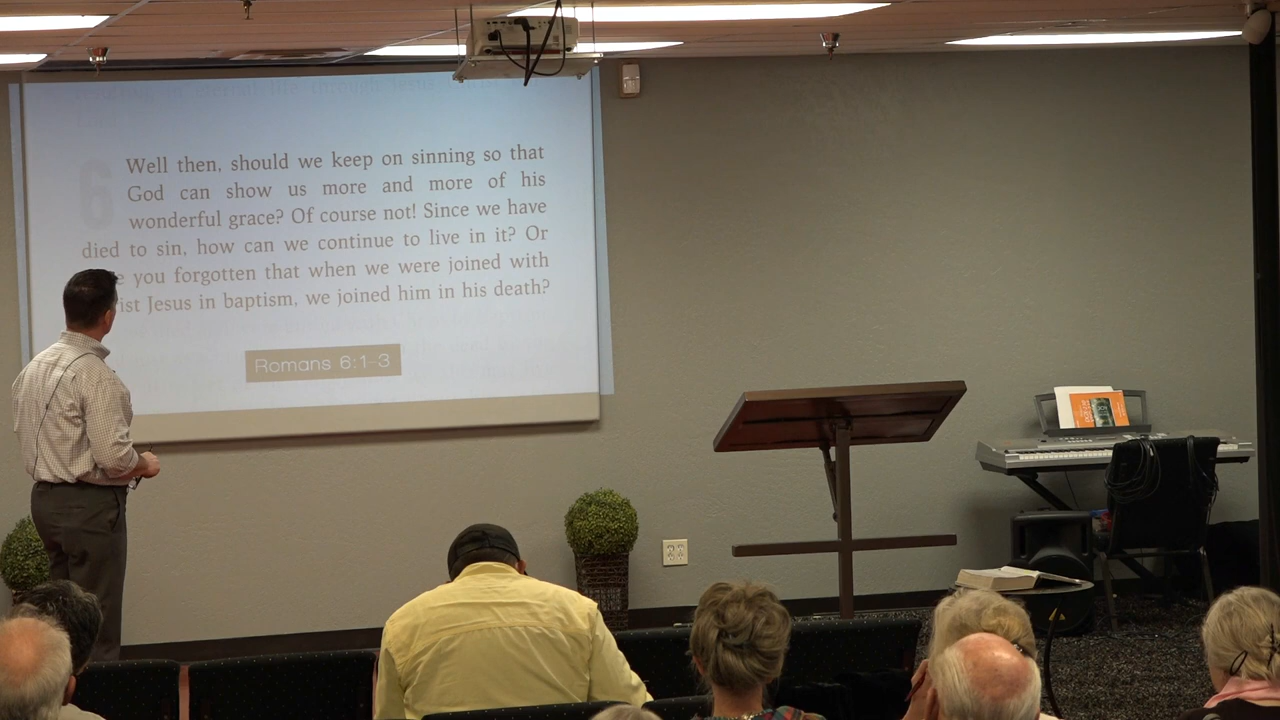 6
Well then, should we keep on sinning so that
God can show us more and more of his
wonderful grace? Of course not! Since we have
died to sin, how can we continue to live in it? Or
you forgotten that when we were joined with
Jesus in baptism, we joined him in his death?
Romans 6:1-3